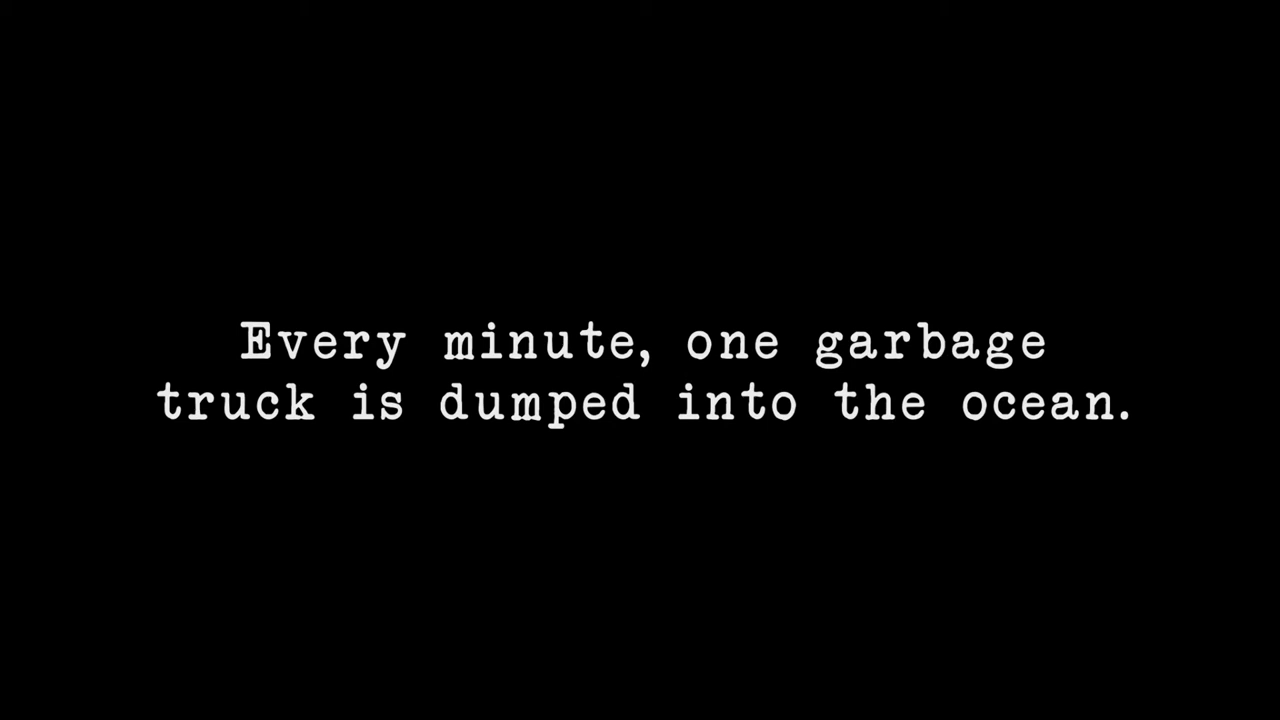 Every minute, one garbage
truck is dumped into the ocean.